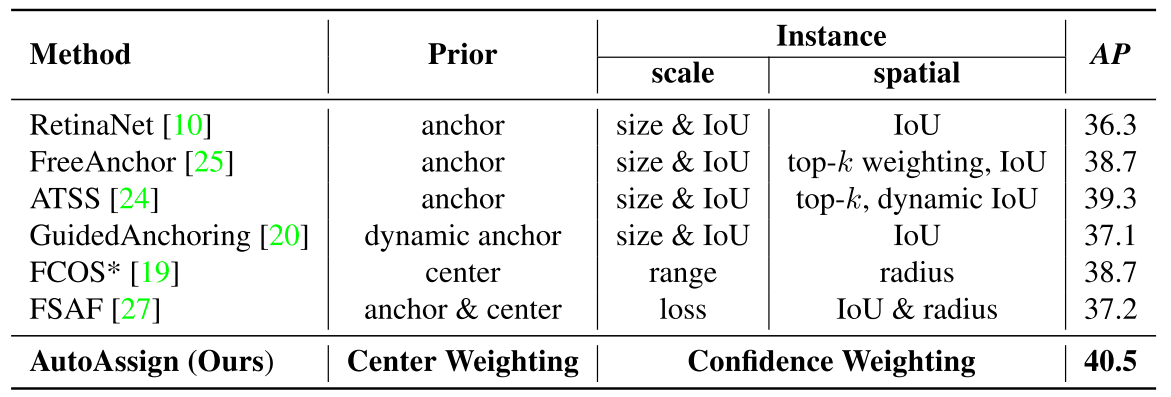 Method Prior Instance AP
scale spatial
RetinaNet [10] anchor size & IoU IoU 36.3
FreeAnchor [25] anchor size & IoU top-k weighting, IoU 38.7
ATSS [24] anchor size & IoU top-k, dynamic IoU 39.3
GuidedAnchoring [20] dynamic anchor size & IoU IoU 37.1
FCOS* [19] center range radius 38.7
FSAF [27] anchor & center loss IoU & radius 37.2
AutoAssign (Ours) Center Weighting Confidence Weighting 40.5